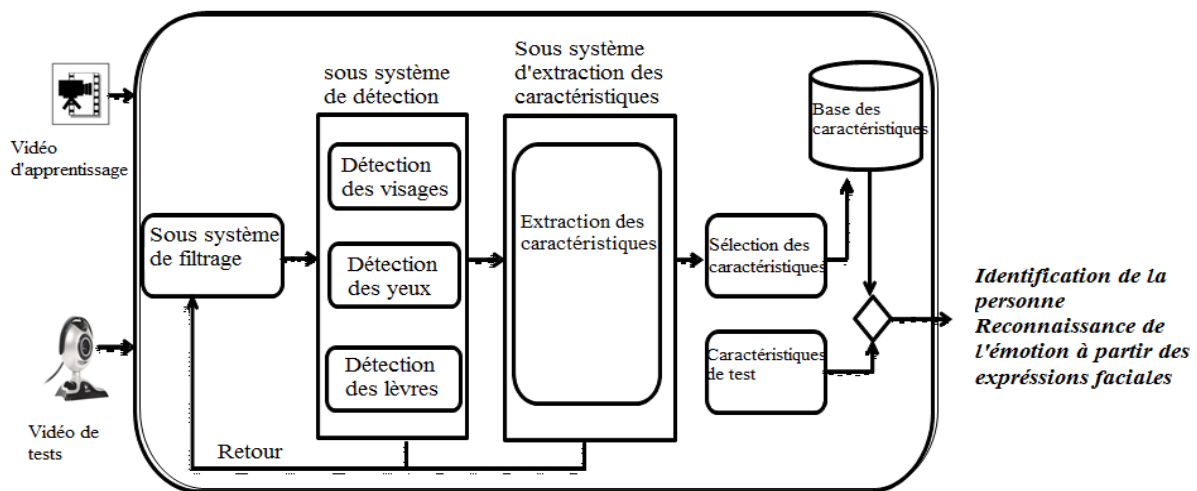 Vidéo
d'apprentissage
Vidéo de
tests
Sous système
de filtrage
sous système
de détection
Détection
des visages
Détection
des yeux
Détection
des lèvres
Retour
Sous système
d'extraction des
caractéristiques
Extraction des
caractéristiques
Sélection des
caractéristiques
Caractéristiques
de test
Base des
caractéristiques
Identification de la
personne
Reconnaissance de
l'émotion à partir des
expréssions faciales